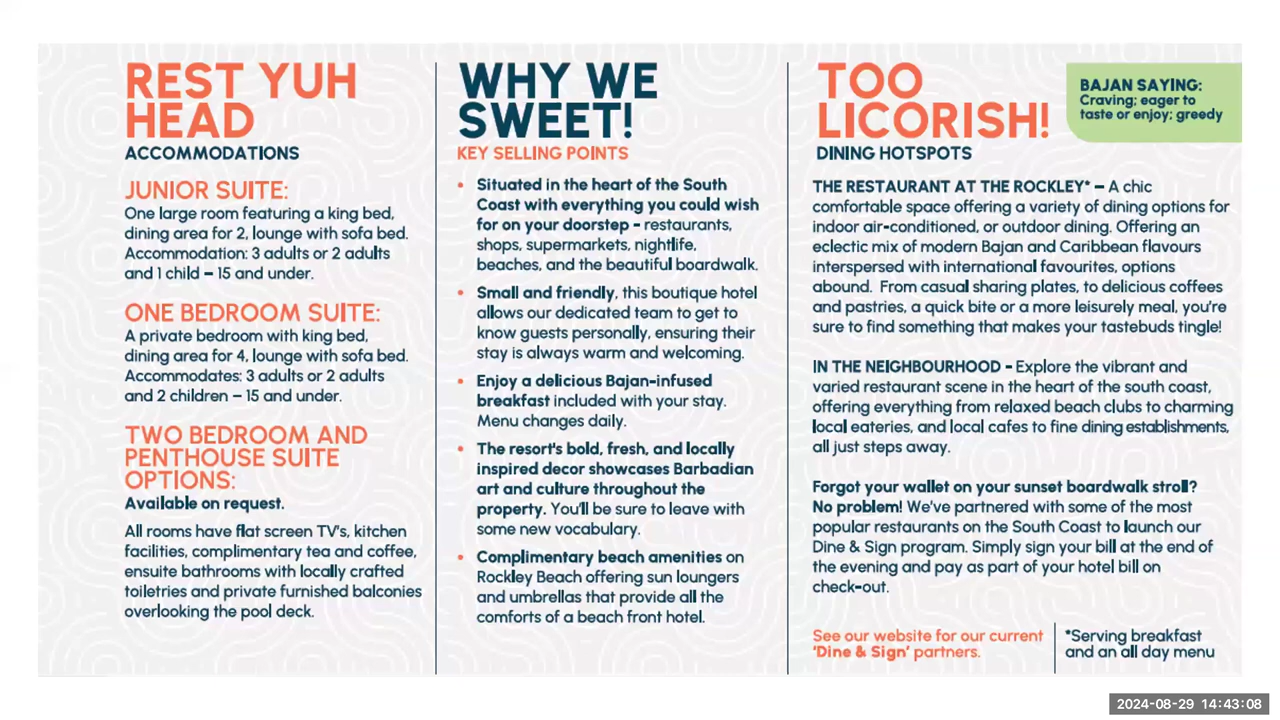 REST YUH
HEAD
ACCOMMODATIONS
JUNIOR SUITE:
One large room featuring a king bed,
dining area for 2, lounge with sofa bed.
Accommodation: 3 adults or 2 adults
and 1 child – 15 and under.
ONE BEDROOM SUITE:
A private bedroom with king bed,
dining area for 4, lounge with sofa bed.
Accommodates: 3 adults or 2 adults
and 2 children – 15 and under.
TWO BEDROOM AND
PENTHOUSE SUITE
OPTIONS:
Available on request.
All rooms have flat screen TV's, kitchen
facilities, complimentary tea and coffee,
ensuite bathrooms with locally crafted
toiletries and private furnished balconies
overlooking the pool deck.
WHY WE
SWEET!
KEY SELLING POINTS
• Situated in the heart of the South
Coast with everything you could wish
for on your doorstep - restaurants,
shops, supermarkets, nightlife,
beaches, and the beautiful boardwalk.
• Small and friendly, this boutique hotel
allows our dedicated team to get to
know guests personally, ensuring their
stay is always warm and welcoming.
• Enjoy a delicious Bajan-infused
breakfast included with your stay.
Menu changes daily.
• The resort's bold, fresh, and locally
inspired decor showcases Barbadian
art and culture throughout the
property. You'll be sure to leave with
some new vocabulary.
• Complimentary beach amenities on
Rockley Beach offering sun loungers
and umbrellas that provide all the
comforts of a beach front hotel.
TOO
LICORISH!
BAJAN SAYING:
Craving; eager to
taste or enjoy; greedy
DINING HOTSPOTS
THE RESTAURANT AT THE ROCKLEY* – A chic
comfortable space offering a variety of dining options for
indoor air-conditioned, or outdoor dining. Offering an
eclectic mix of modern Bajan and Caribbean flavours
interspersed with international favourites, options
abound. From casual sharing plates, to delicious coffees
and pastries, a quick bite or a more leisurely meal, you're
sure to find something that makes your tastebuds tingle!
IN THE NEIGHBOURHOOD - Explore the vibrant and
varied restaurant scene in the heart of the south coast,
offering everything from relaxed beach clubs to charming
local eateries, and local cafes to fine dining establishments,
all just steps away.
Forgot your wallet on your sunset boardwalk stroll?
No problem! We've partnered with some of the most
popular restaurants on the South Coast to launch our
Dine & Sign program. Simply sign your bill at the end of
the evening and pay as part of your hotel bill on
check-out.
See our website for our current
'Dine & Sign' partners.
*Serving breakfast
and an all day menu
2024-08-29 14:43:08